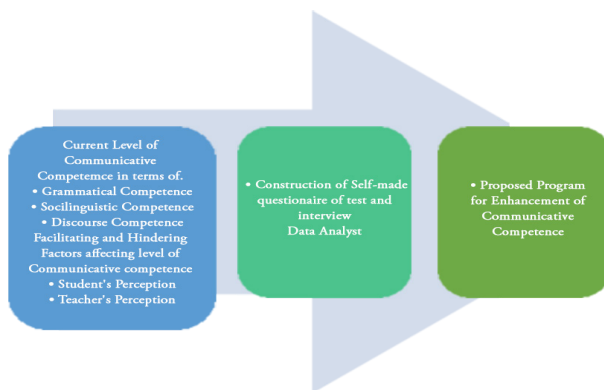 Current Level of
Communicative
Competemce in terms of.
• Grammatical Competence
• Socilinguistic Competence
• Discourse Competence
Facilitating and Hindering
Factors affecting level of
Communicative competence
• Student's Perception
• Teacher's Perception
• Construction of Self-made
questionaire of test and
interview
Data Analyst
• Proposed Program
for Enhancement of
Communicative
Competence